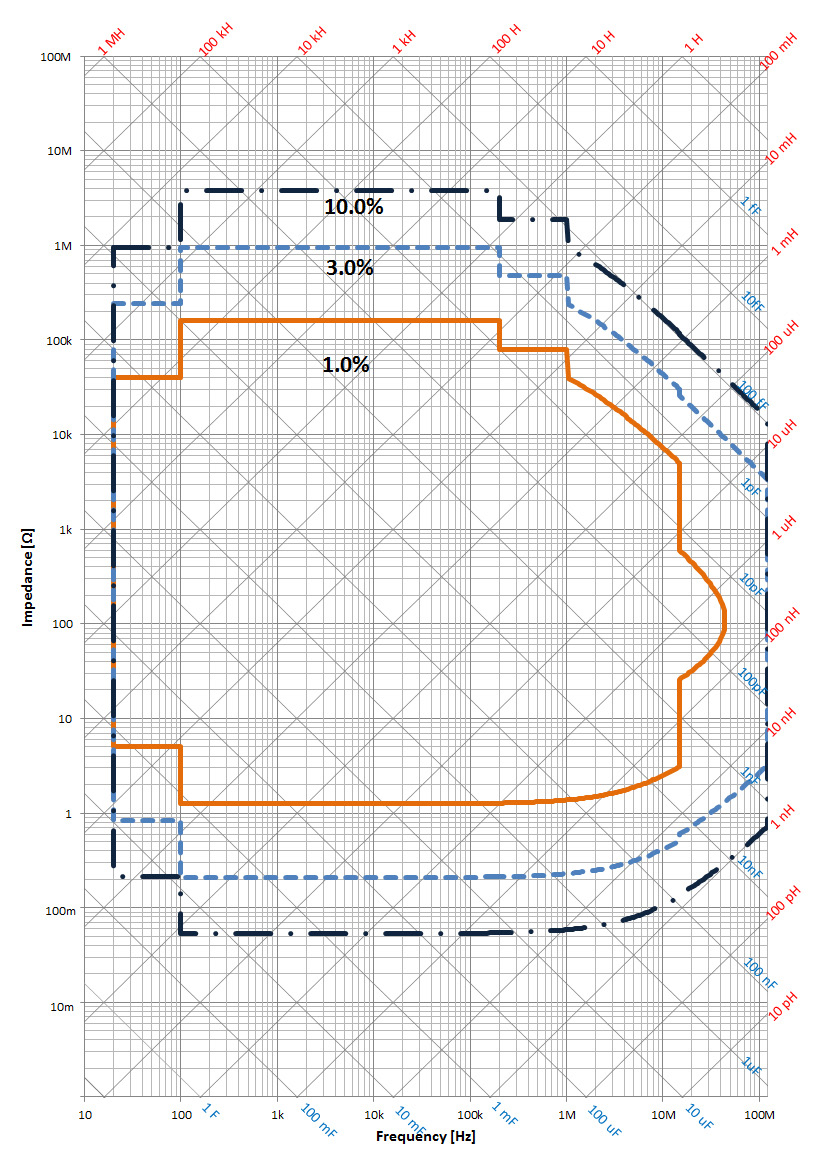 1 MH
100 kH
10 kH
1 kH
100 H
10 H
1 H
100 mH
100M
10M
10 mH
10.0%
1 fF
1M
1 mH
3.0%
10fF
100k
100 uH
1.0%
100 fF
10k
10 uH
1pF
1k
1 uH
Impedance [Ω]
10pF
100
100 nH
100pF
10
10 nH
1nF
1
1 nH
10nF
100m
100 pH
100 nF
10m
10 pH
1uF
10
100
1 F
1k
100 mF
10k
10 mF
100k
1 mF
1M
100 uF
10M
10 uF
100M
Frequency [Hz]